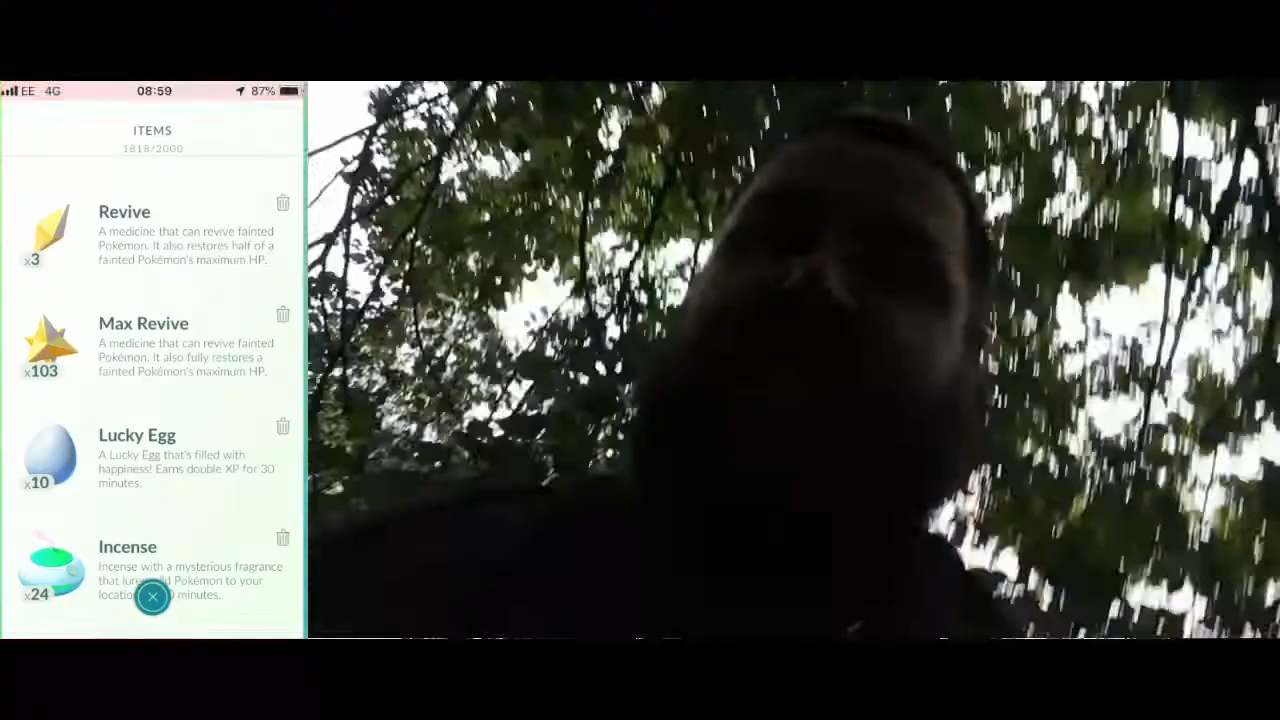 EE 4G 08:59 87%
ITEMS
1818/2000
Revive
A medicine that can revive fainted
Pokémon. It also restores half of a
fainted Pokémon's maximum HP.
x3
Max Revive
A medicine that can revive fainted
Pokémon. It also fully restores a
fainted Pokémon's maximum HP.
x103
Lucky Egg
A Lucky Egg that's filled with
happiness! Earns double XP for 30
minutes.
x10
Incense
Incense with a mysterious fragrance
that Pokémon to your
minutes.
x24